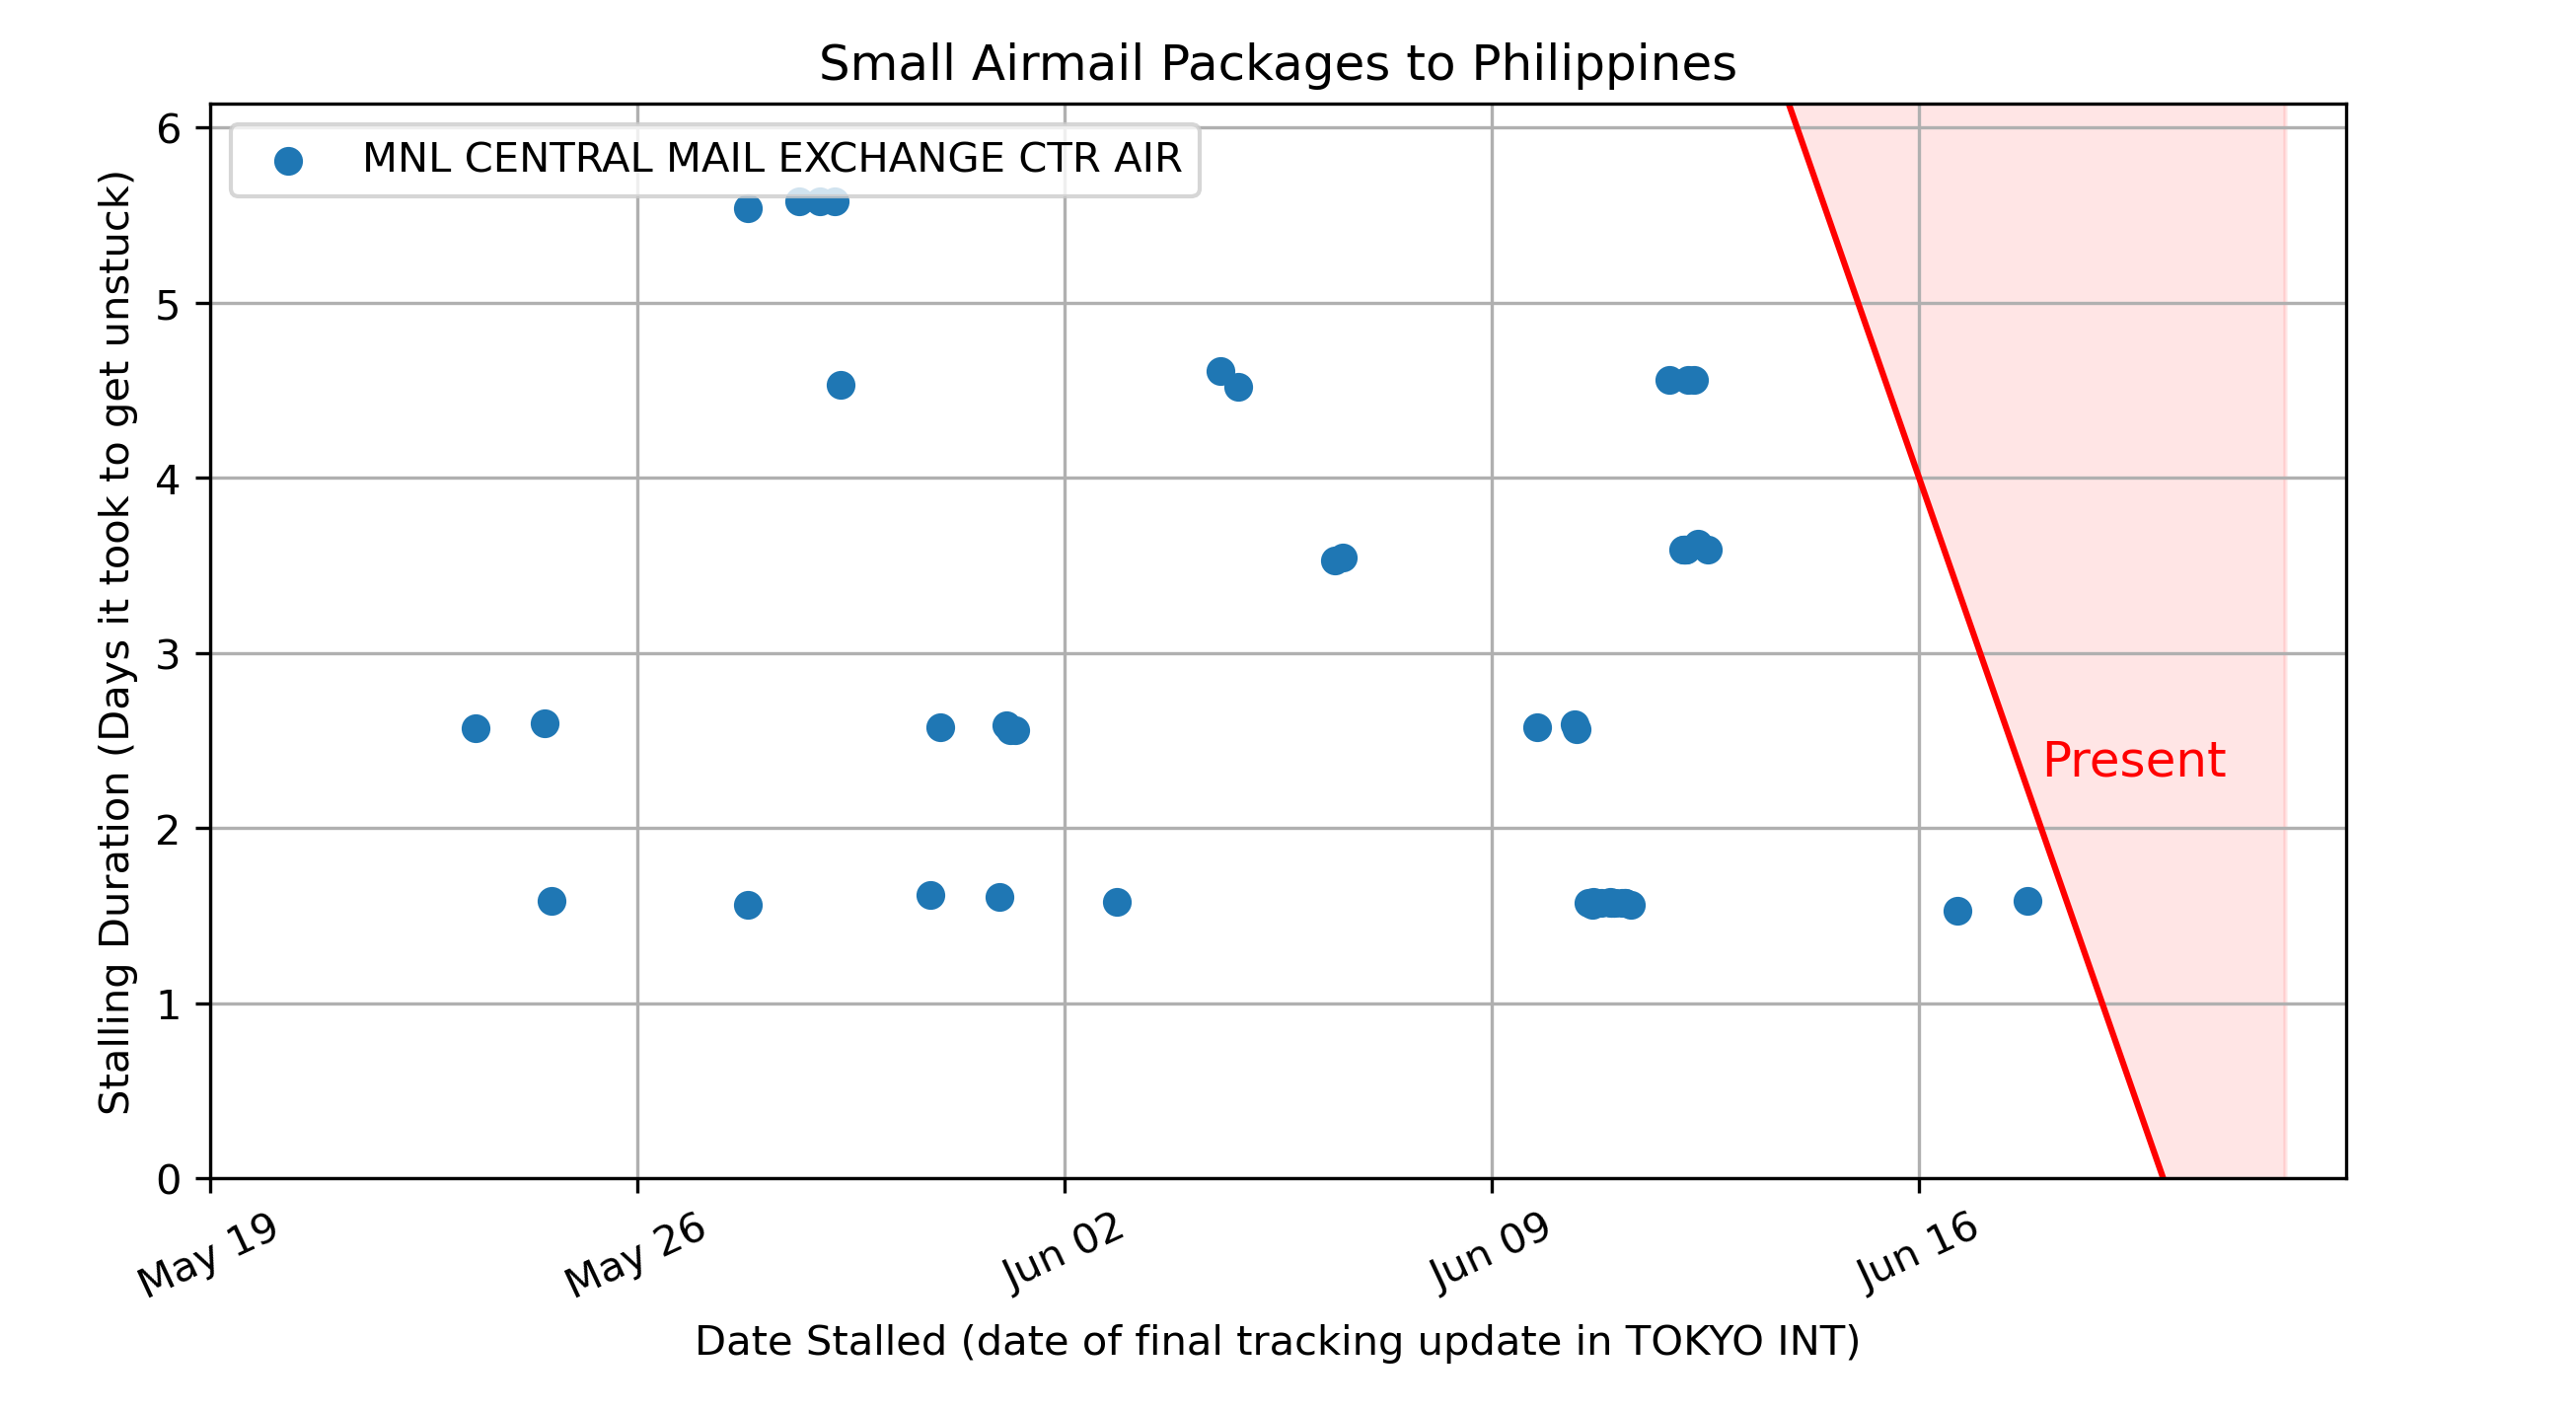 Small Airmail Packages to Philippines
MNL CENTRAL MAIL EXCHANGE CTR AIR
Stalling Duration (Days it took to get unstuck)
6
5
4
3
2
1
0
Present
May 19
May 26
Jun 02
Jun 09
Jun 16
Date Stalled (date of final tracking update in TOKYO INT)